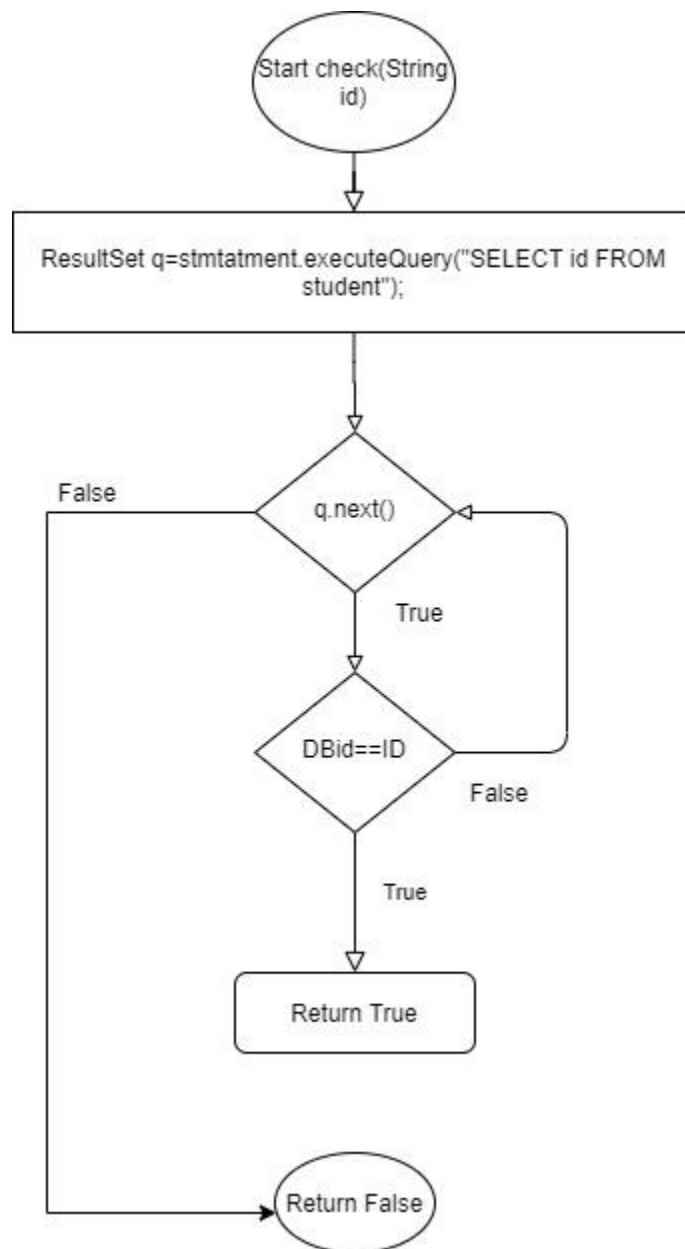 Start check(String
id)
ResultSet q=stmtatment.executeQuery("SELECT id FROM
student");
False
q.next()
True
DBid==ID
False
True
Return True
Return False